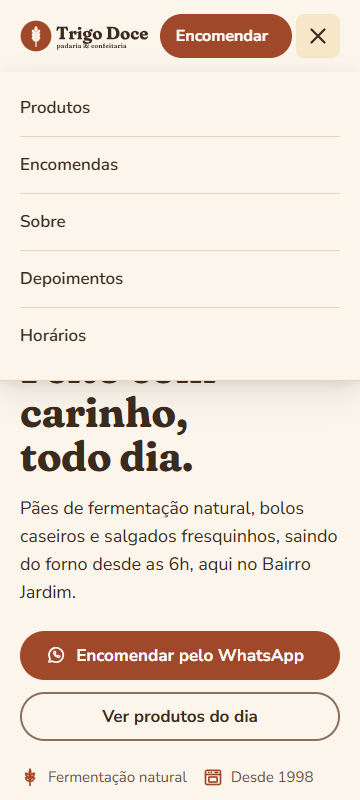 Trigo Doce
padaria & confeitaria
Encomendar
Produtos
Encomendas
Sobre
Depoimentos
Horários
carinho,
todo dia.
Pães de fermentação natural, bolos
caseiros e salgados fresquinhos, saindo
do forno desde as 6h, aqui no Bairro
Jardim.
Encomendar pelo WhatsApp
Ver produtos do dia
Fermentação natural
Desde 1998